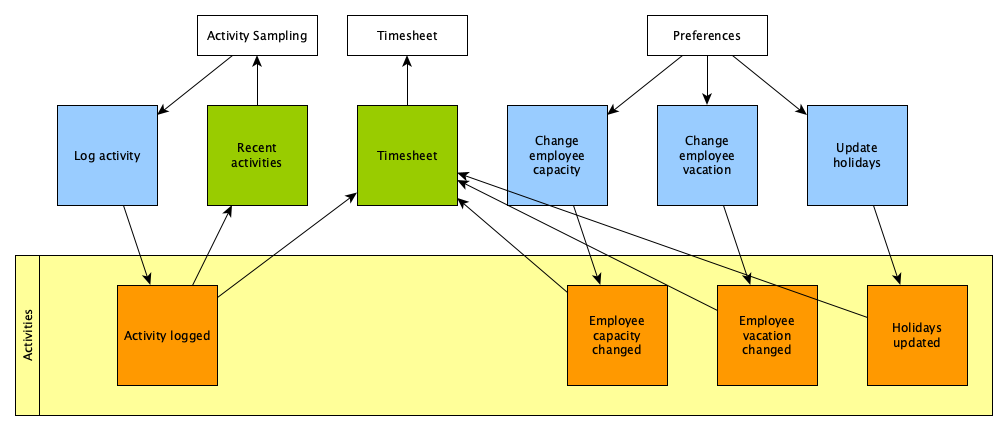 Activity Sampling
Timesheet
Preferences
Log activity
Recent
activities
Timesheet
Change
employee
capacity
Change
employee
vacation
Update
holidays
Activities
Activity logged
Employee
capacity
changed
Employee
vacation
changed
Holidays
updated